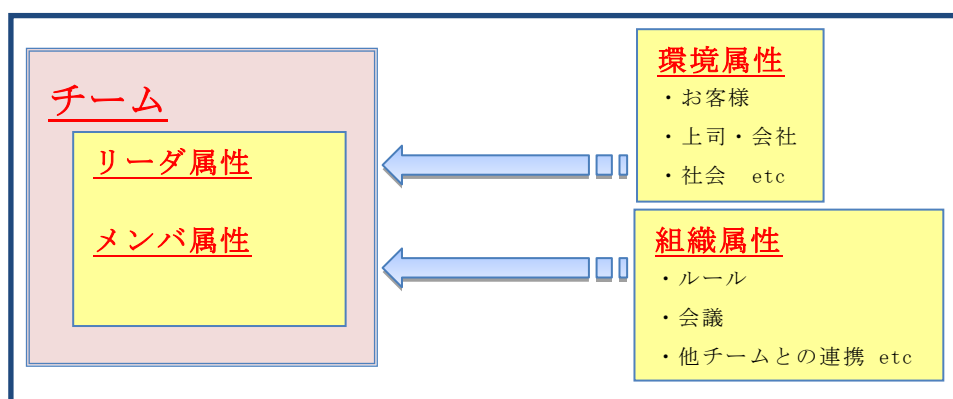 チーム
リーダ属性
メンバ属性
環境属性
・お客様
・上司・会社
・社会 etc
組織属性
・ルール
・会議
・他チームとの連携 etc